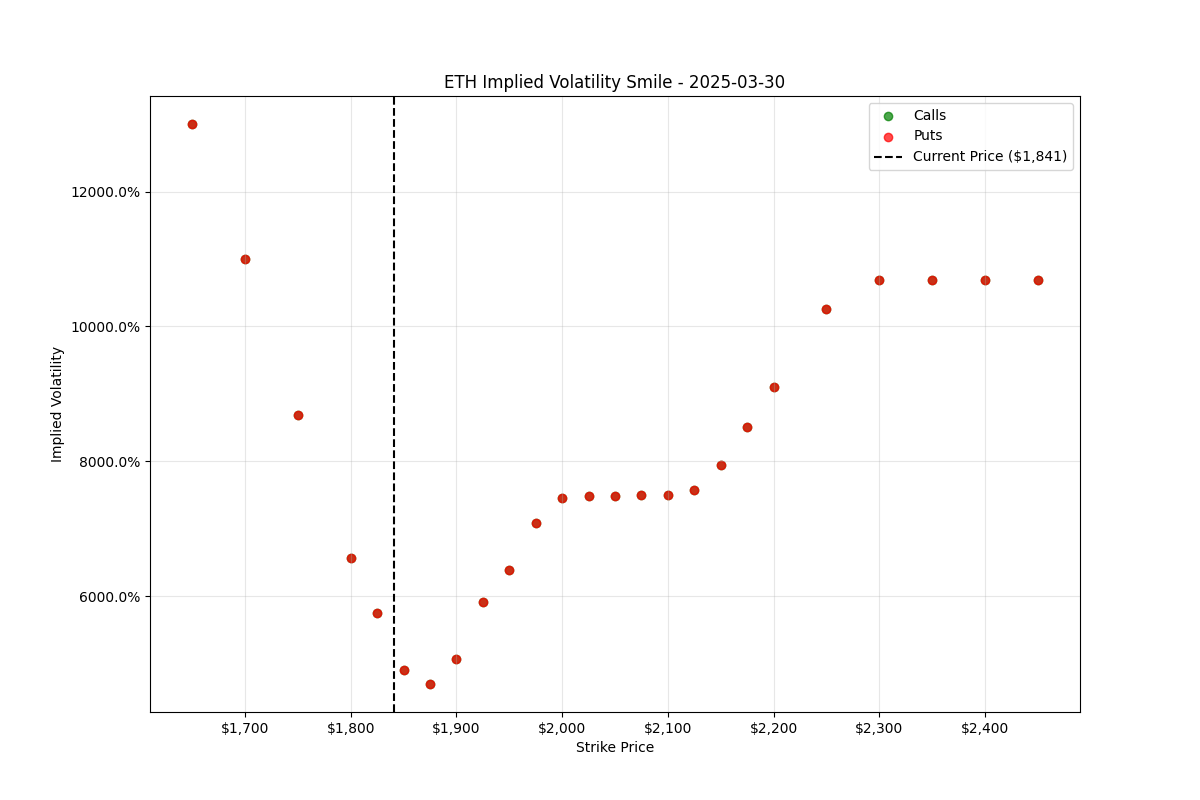 ETH Implied Volatility Smile - 2025-03-30
Calls
Puts
Current Price ($1,841)
12000.0%
10000.0%
8000.0%
6000.0%
Implied Volatility
$1,700
$1,800
$1,900
$2,000
$2,100
$2,200
$2,300
$2,400
Strike Price